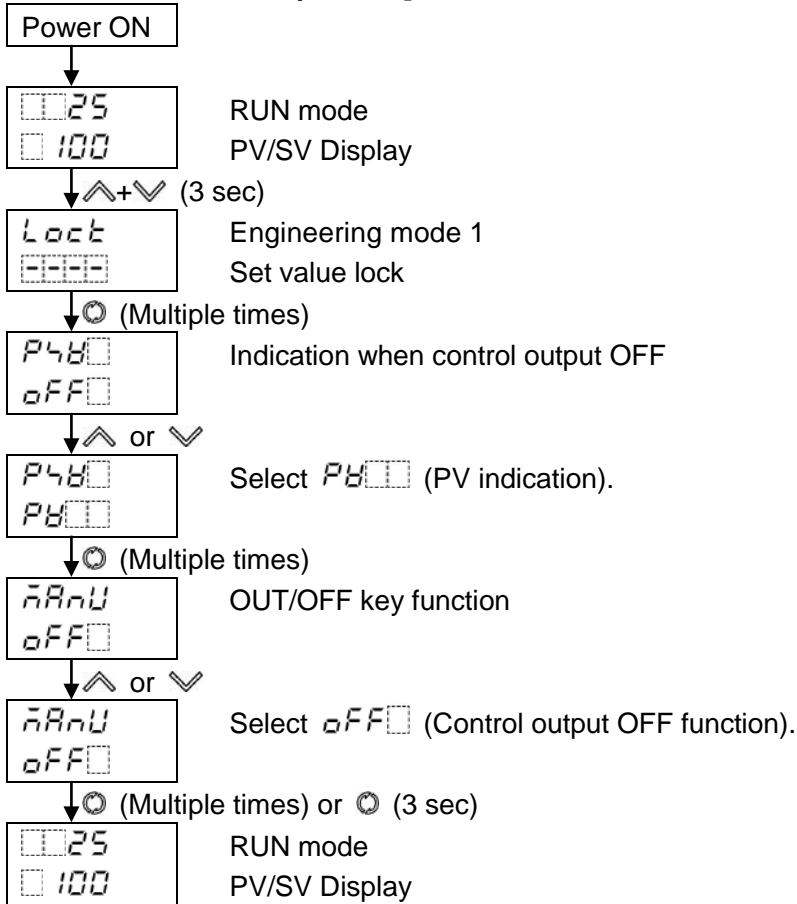 Power ON
25 RUN mode
100 PV/SV Display
+ (3 sec)
Lock Engineering mode 1
---- Set value lock
(Multiple times)
Indication when control output OFF
oFF
or
Select PV (PV indication).
PV
(Multiple times)
MANU OUT/OFF key function
oFF
or
MANU Select oFF (Control output OFF function).
oFF
(Multiple times) or (3 sec)
25 RUN mode
100 PV/SV Display